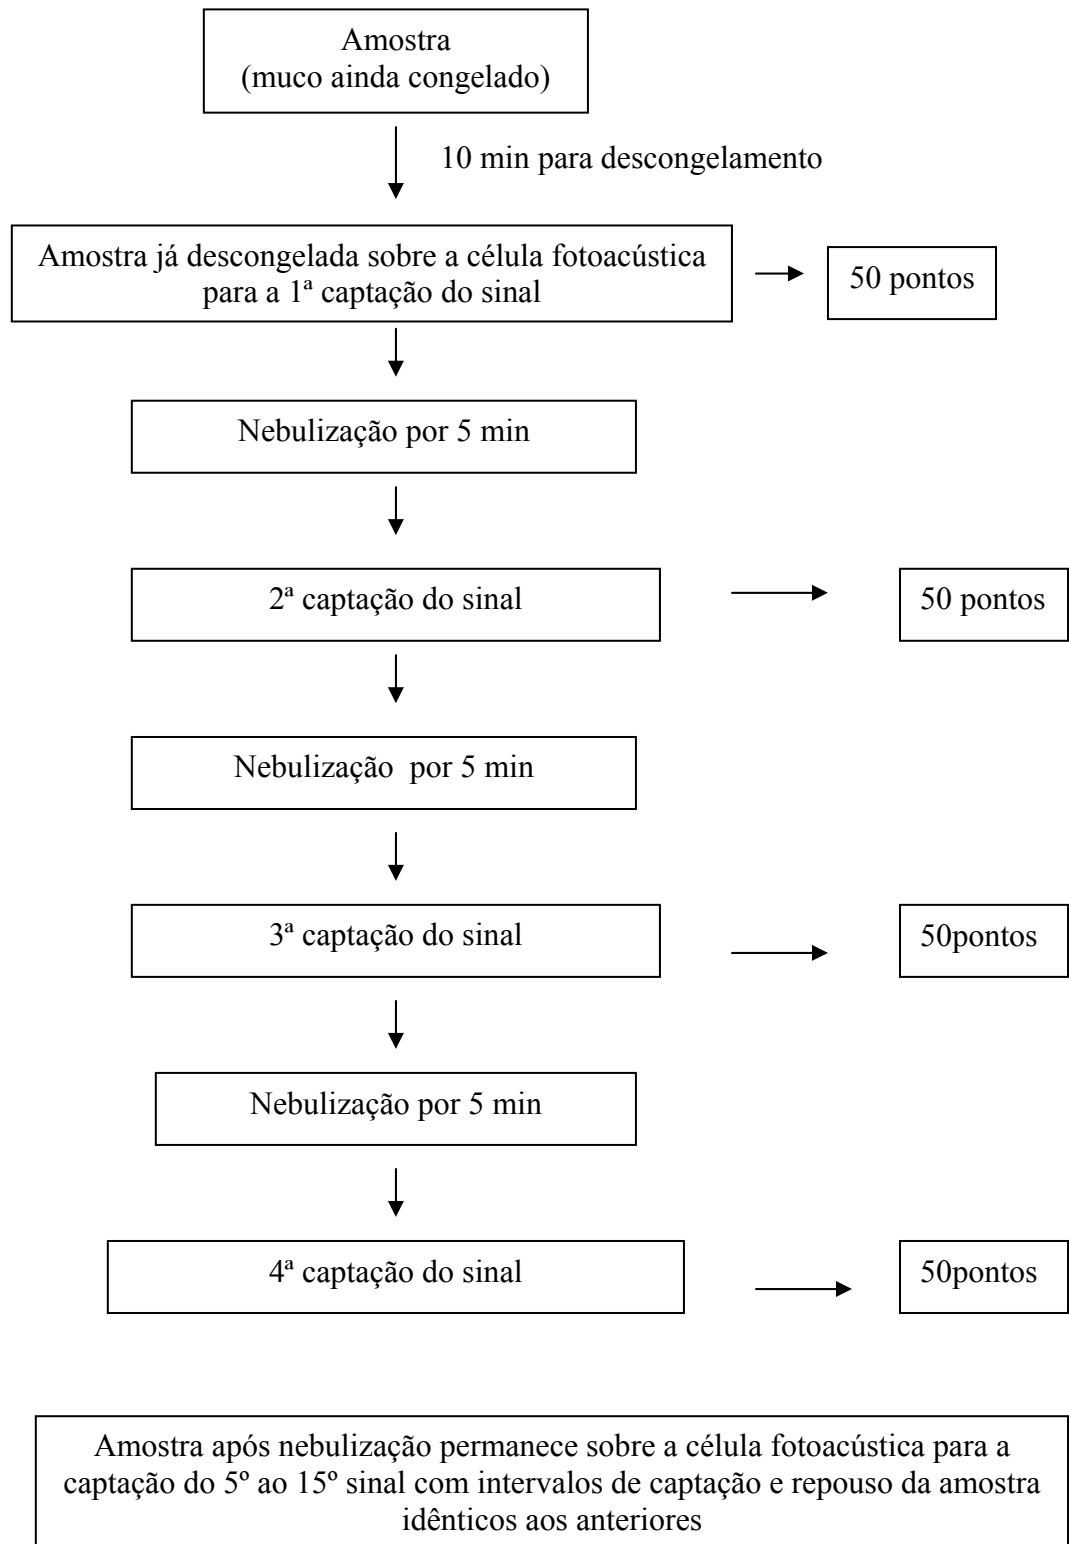 Amostra
(muco ainda congelado)
10 min para descongelamento
Amostra já descongelada sobre a célula fotoacústica
para a 1ª captação do sinal
50 pontos
Nebulização por 5 min
2ª captação do sinal
50 pontos
Nebulização  por 5 min
3ª captação do sinal
50pontos
Nebulização por 5 min
4ª captação do sinal
50pontos
Amostra após nebulização permanece sobre a célula fotoacústica para a
captação do 5º ao 15º sinal com intervalos de captação e repouso da amostra
idênticos aos anteriores